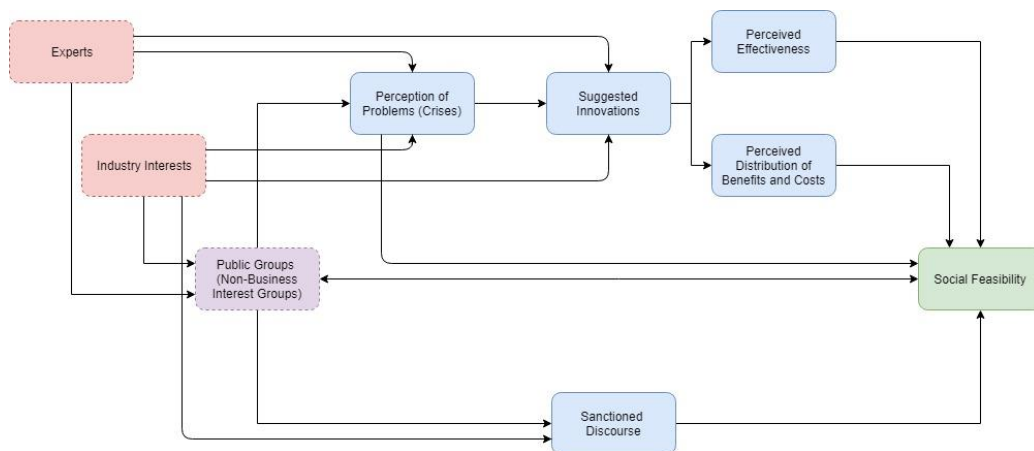 Experts
Perception of
Problems (Crises)
Suggested
Innovations
Perceived
Effectiveness
Industry Interests
Perceived
Distribution of
Benefits and Costs
Public Groups
(Non-Business
Interest Groups)
Social Feasibility
Sanctioned
Discourse